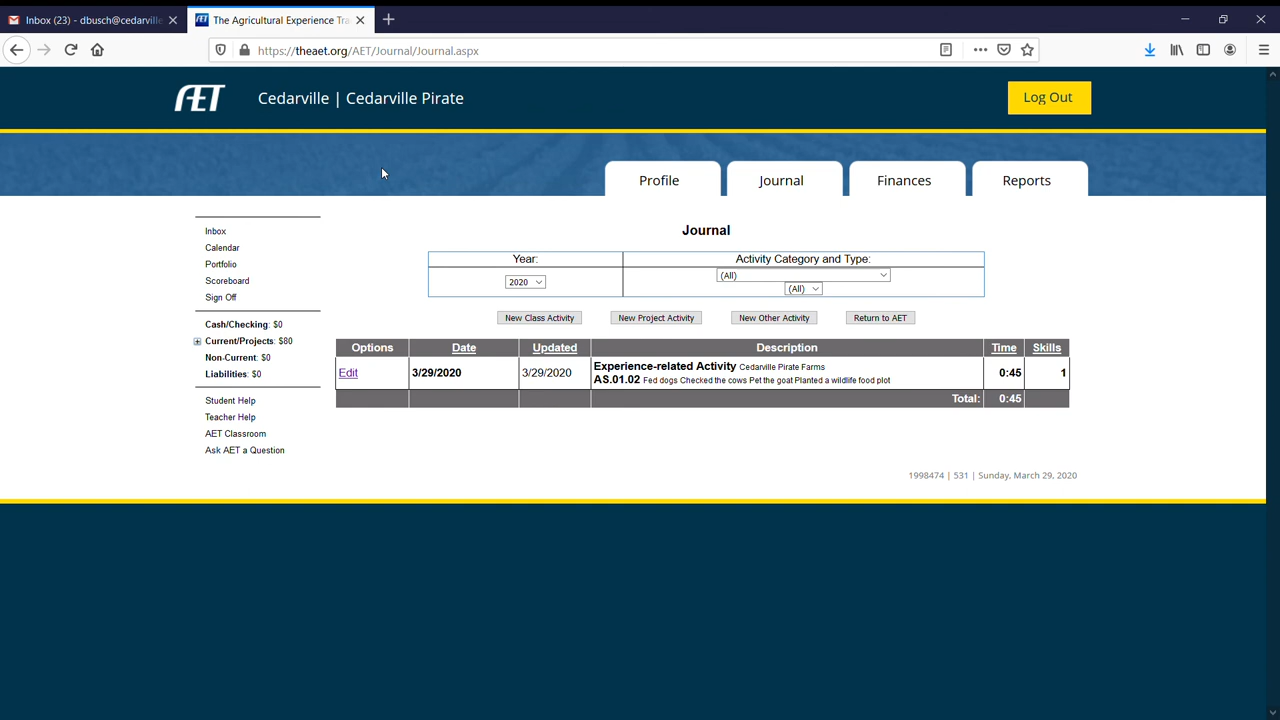 Inbox (23) - dbusch@cedarville
The Agricultural Experience Tra
https://theaet.org/AET/Journal/Journal.aspx
ÆT
Cedarville | Cedarville Pirate
Log Out
Profile
Journal
Finances
Reports
Inbox
Calendar
Portfolio
Scoreboard
Sign Off
Cash/Checking: $0
Current/Projects: $80
Non-Current: $0
Liabilities: $0
Student Help
Teacher Help
AET Classroom
Ask AET a Question
Journal
Year:
Activity Category and Type:
2020
(All)
(All)
New Class Activity
New Project Activity
New Other Activity
Return to AET
Options Date Updated Description Time Skills
Edit 3/29/2020 3/29/2020 Experience-related Activity Cedarville Pirate Farms 0:45 1
AS.01.02 Fed dogs Checked the cows Pet the goat Planted a wildlife food plot
Total: 0:45
1998474 | 531 | Sunday, March 29, 2020